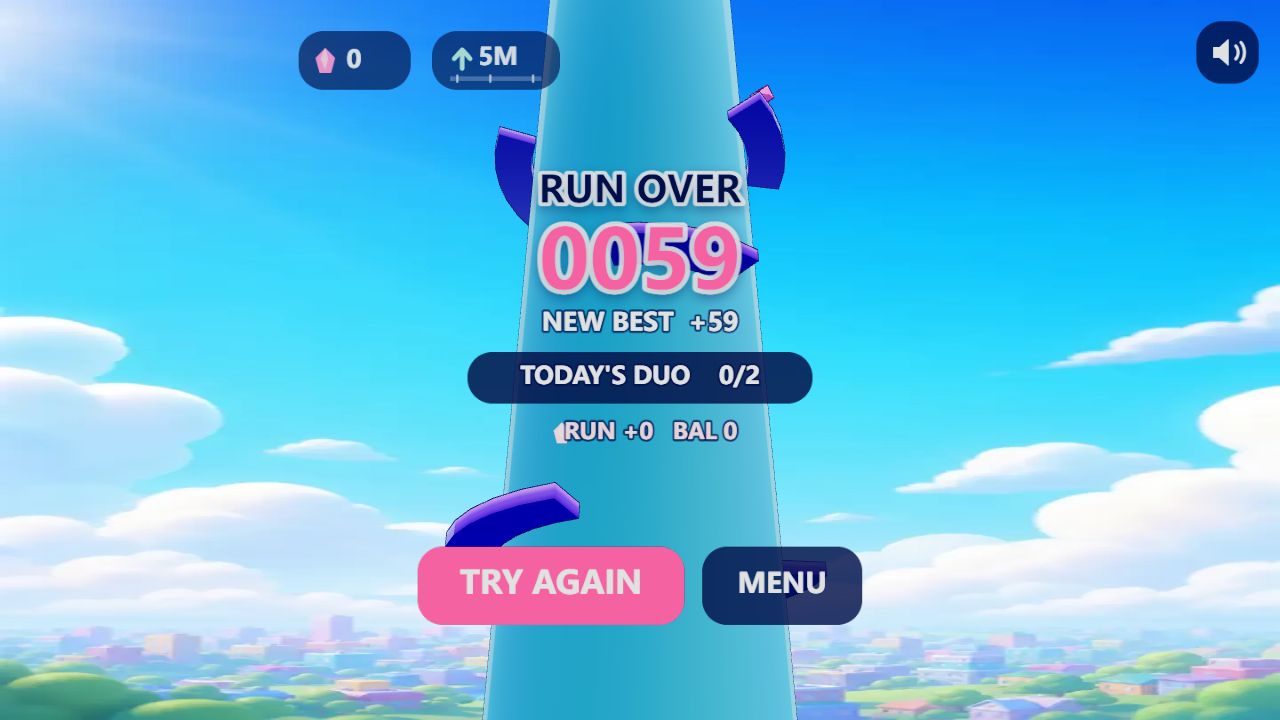 0
5M
RUN OVER
0059
NEW BEST +59
TODAY'S DUO 0/2
RUN +0 BAL 0
TRY AGAIN
MENU